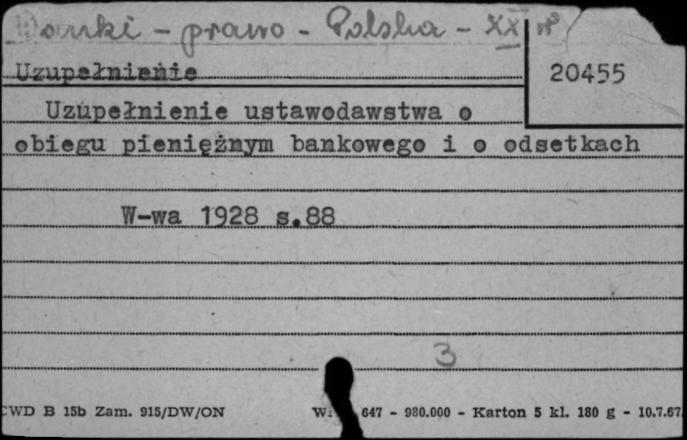 Banki - prawo - Polska - XX w
Uzupełnienie
20455
Uzupełnienie ustawodawstwa o
obiegu pieniężnym bankowego i o odsetkach
W-wa 1928 s.88
3
CWD B 15b Zam. 915/DW/ON 647 - 980.000 - Karton 5 kl. 180 g - 10.7.67